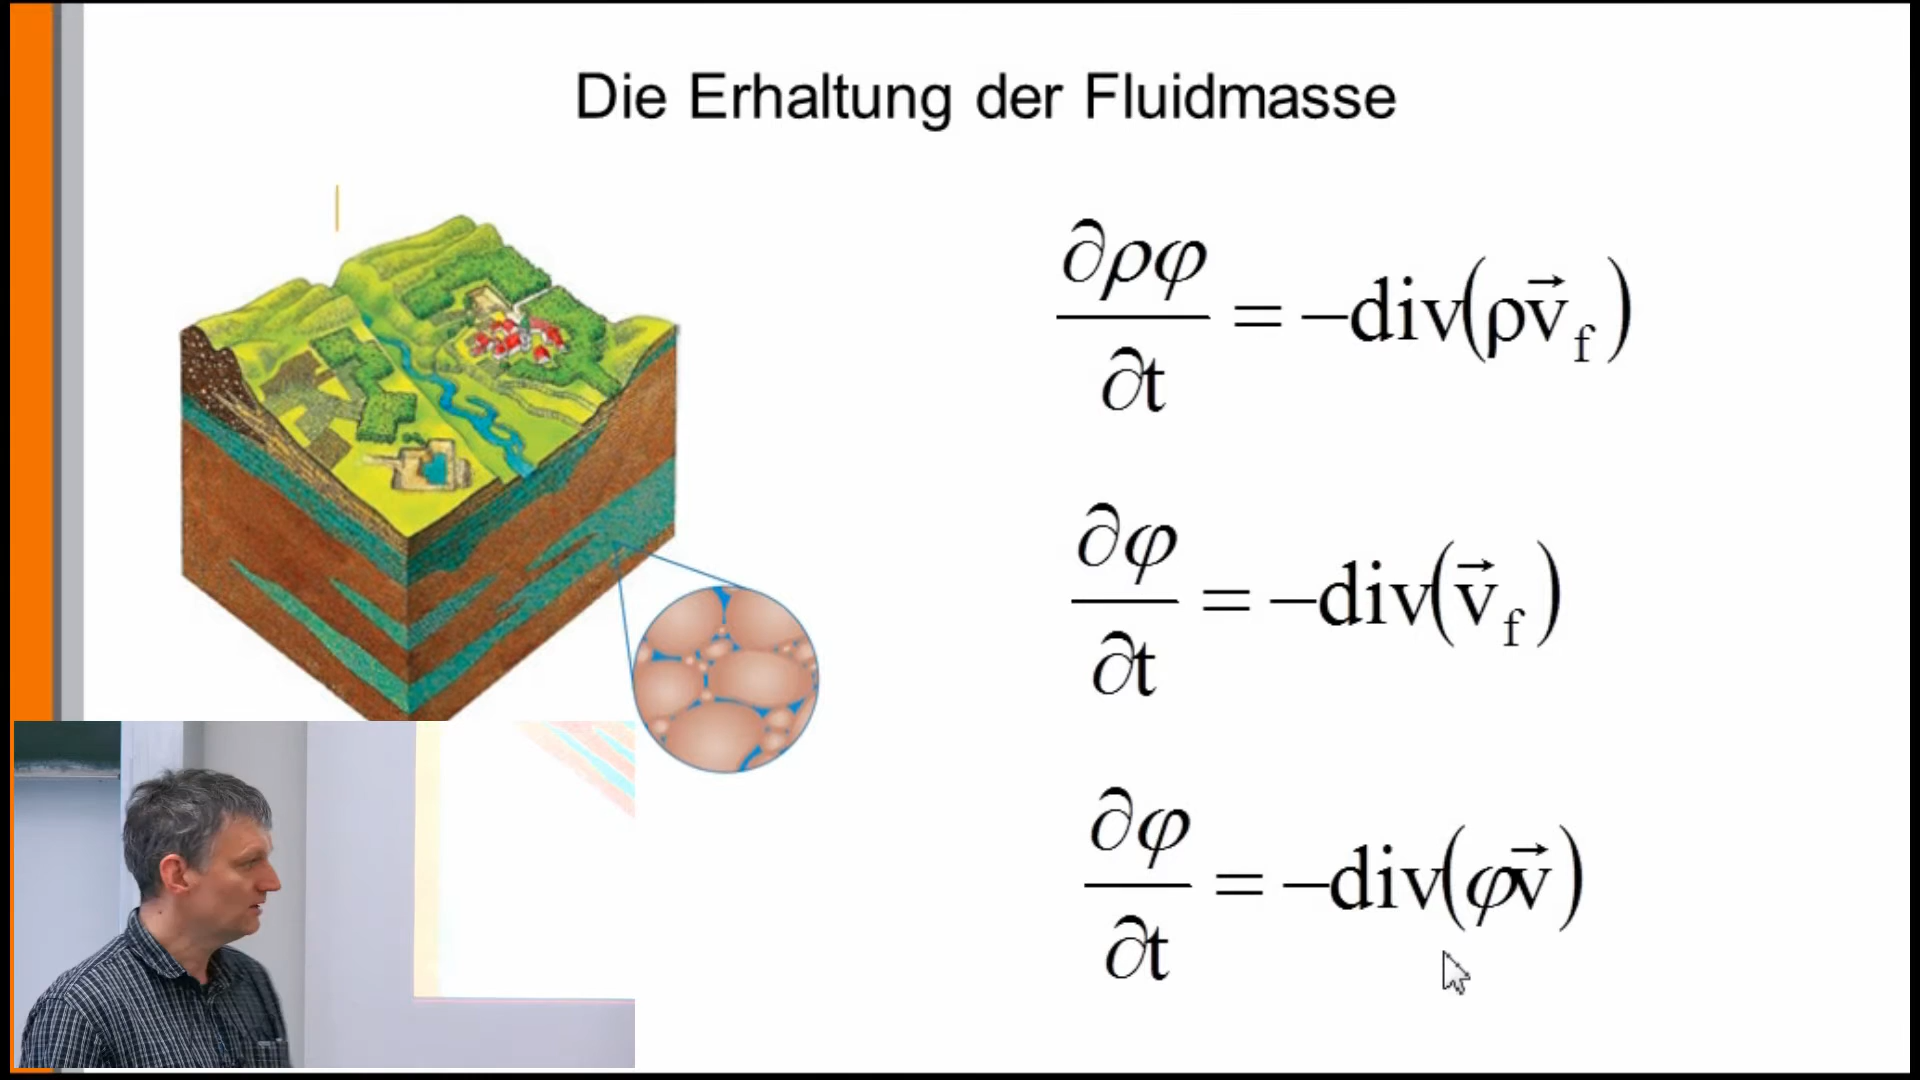 Die Erhaltung der Fluidmasse
∂ρφ/∂t = −div(ρv⃗_f)
∂φ/∂t = −div(v⃗_f)
∂φ/∂t = −div(φv⃗)